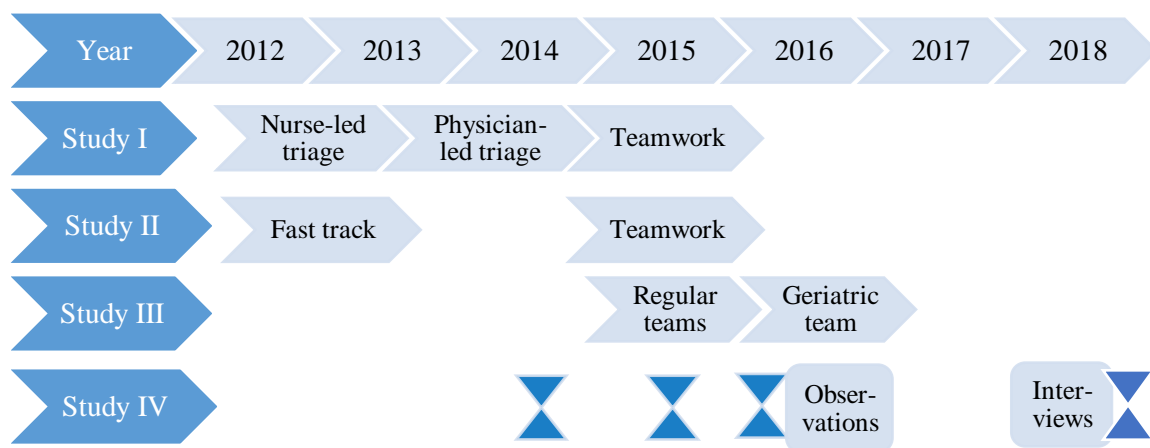 Year 2012 2013 2014 2015 2016 2017 2018
Study I
Nurse-led
triage
Physician-
led triage
Teamwork
Study II
Fast track
Teamwork
Study III
Regular
teams
Geriatric
team
Study IV
Obser-
vations
Inter-
views